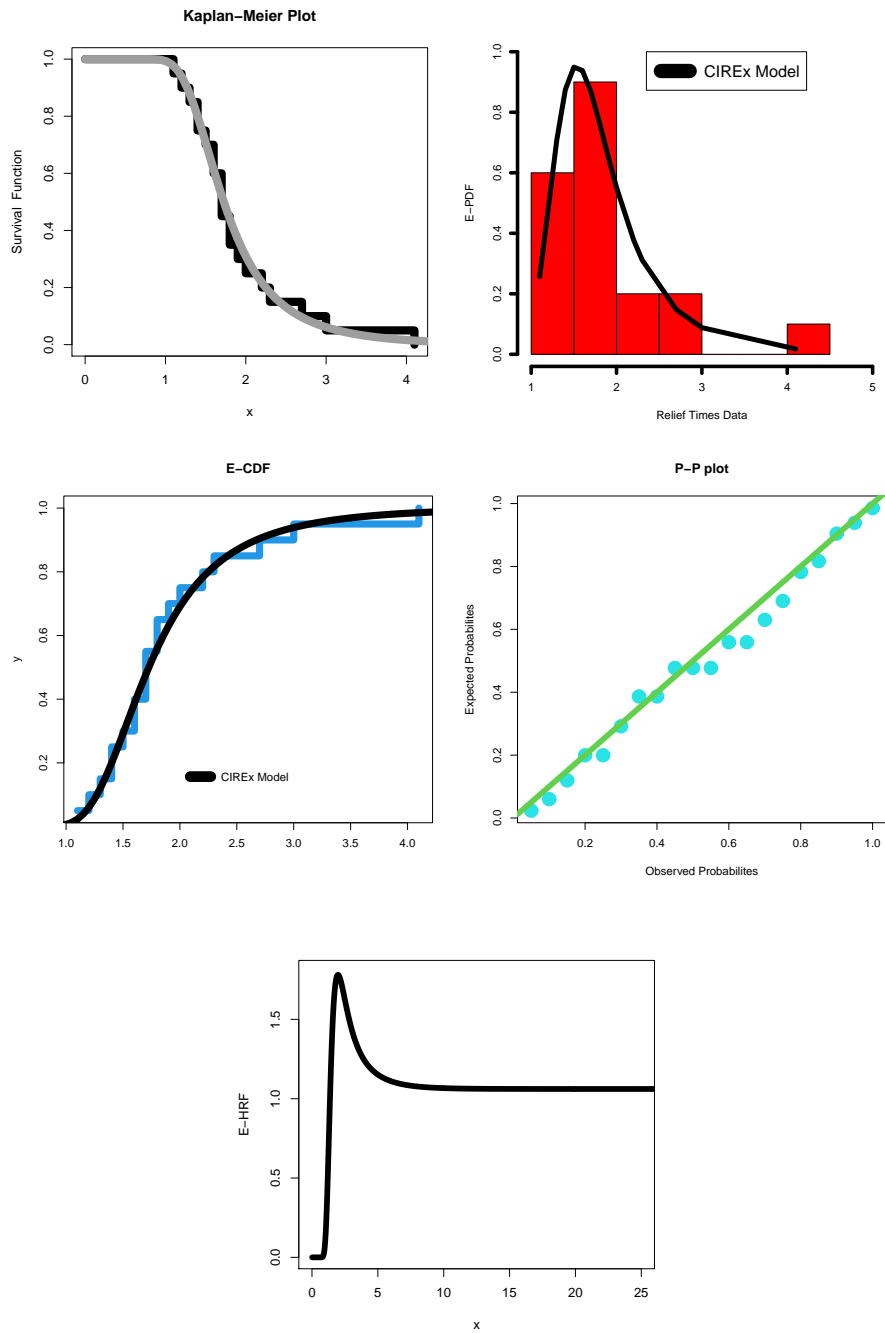 Kaplan−Meier Plot
Survival Function
0.0 0.2 0.4 0.6 0.8 1.0
0 1 2 3 4
x
CIREx Model
E−PDF
0.0 0.2 0.4 0.6 0.8 1.0
1 2 3 4 5
Relief Times Data
E−CDF
y
0.2 0.4 0.6 0.8 1.0
CIREx Model
1.0 1.5 2.0 2.5 3.0 3.5 4.0
P−P plot
Expected Probabilites
0.0 0.2 0.4 0.6 0.8 1.0
0.2 0.4 0.6 0.8 1.0
Observed Probabilites
E−HRF
0.0 0.5 1.0 1.5
0 5 10 15 20 25
x